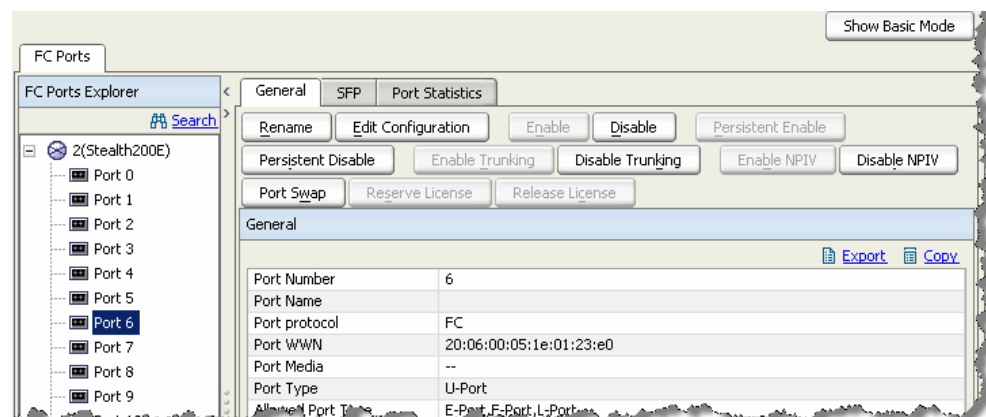 Show Basic Mode
FC Ports
FC Ports Explorer
Search
2(Stealth200E)
Port 0
Port 1
Port 2
Port 3
Port 4
Port 5
Port 6
Port 7
Port 8
Port 9
General SFP Port Statistics
Rename Edit Configuration Enable Disable Persistent Enable
Persistent Disable Enable Trunking Disable Trunking Enable NPIV Disable NPIV
Port Swap Reserve License Release License
General
Export Copy
Port Number 6
Port Name
Port protocol FC
Port WWN 20:06:00:05:1e:01:23:e0
Port Media --
Port Type U-Port
Allowed Port Type E-Port,F-Port,L-Port